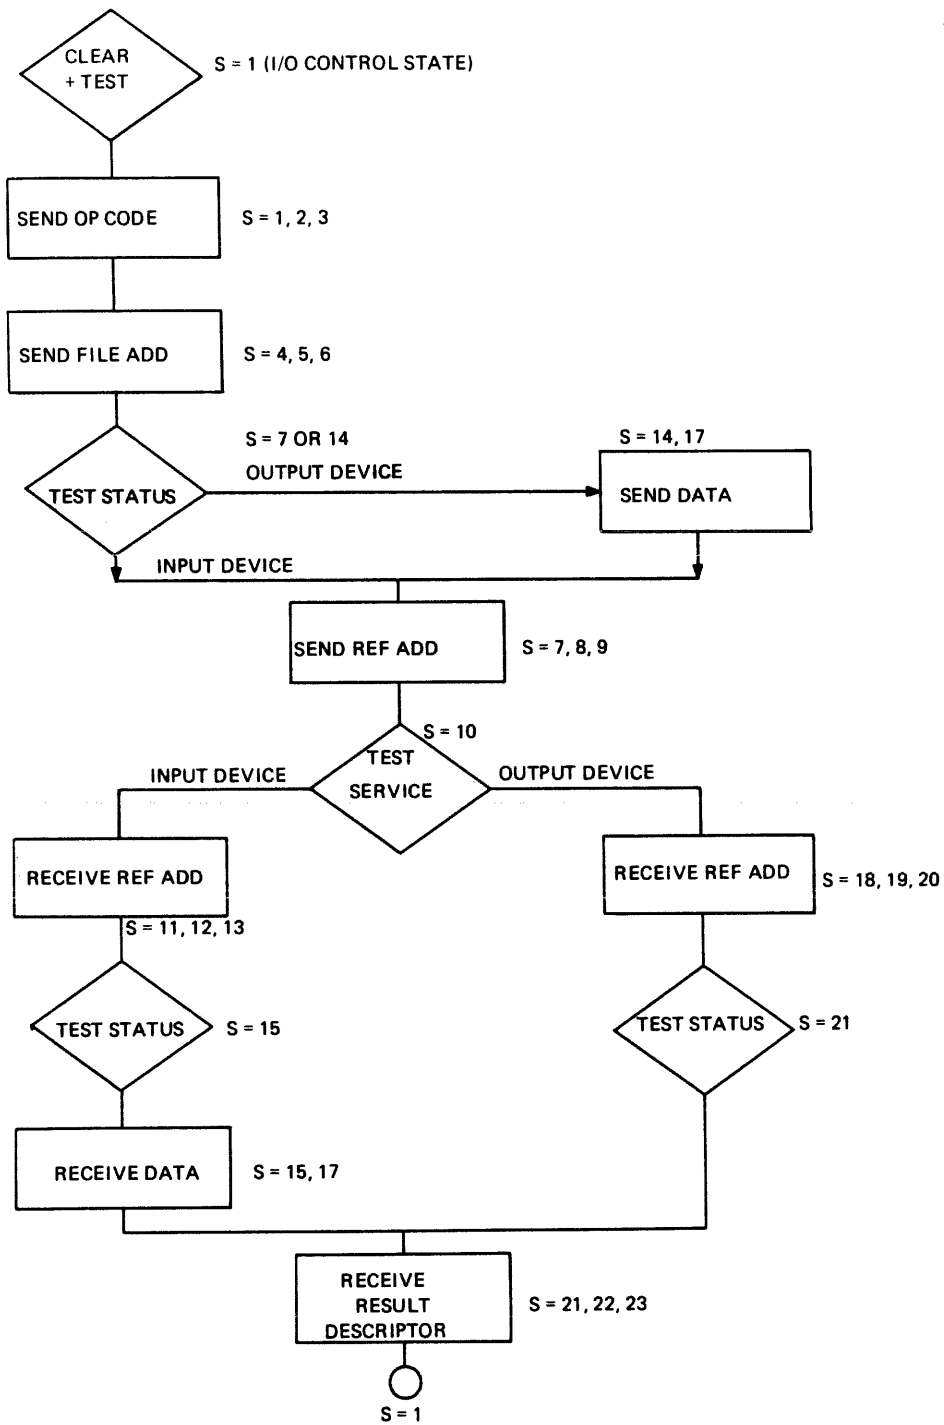 CLEAR
+ TEST
S = 1 (I/O CONTROL STATE)
SEND OP CODE
S = 1, 2, 3
SEND FILE ADD
S = 4, 5, 6
S = 7 OR 14
OUTPUT DEVICE
TEST STATUS
S = 14, 17
SEND DATA
INPUT DEVICE
SEND REF ADD
S = 7, 8, 9
S = 10
TEST
SERVICE
INPUT DEVICE
OUTPUT DEVICE
RECEIVE REF ADD
S = 11, 12, 13
RECEIVE REF ADD
S = 18, 19, 20
TEST STATUS
S = 15
TEST STATUS
S = 21
RECEIVE DATA
S = 15, 17
RECEIVE
RESULT
DESCRIPTOR
S = 21, 22, 23
S = 1